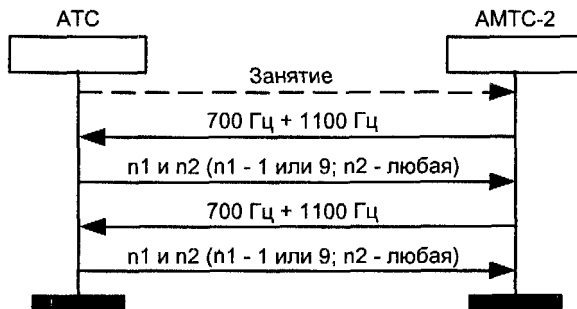 АТС
АМТС-2
Занятие
700 Гц + 1100 Гц
n1 и n2 (n1 - 1 или 9; n2 - любая)
700 Гц + 1100 Гц
n1 и n2 (n1 - 1 или 9; n2 - любая)